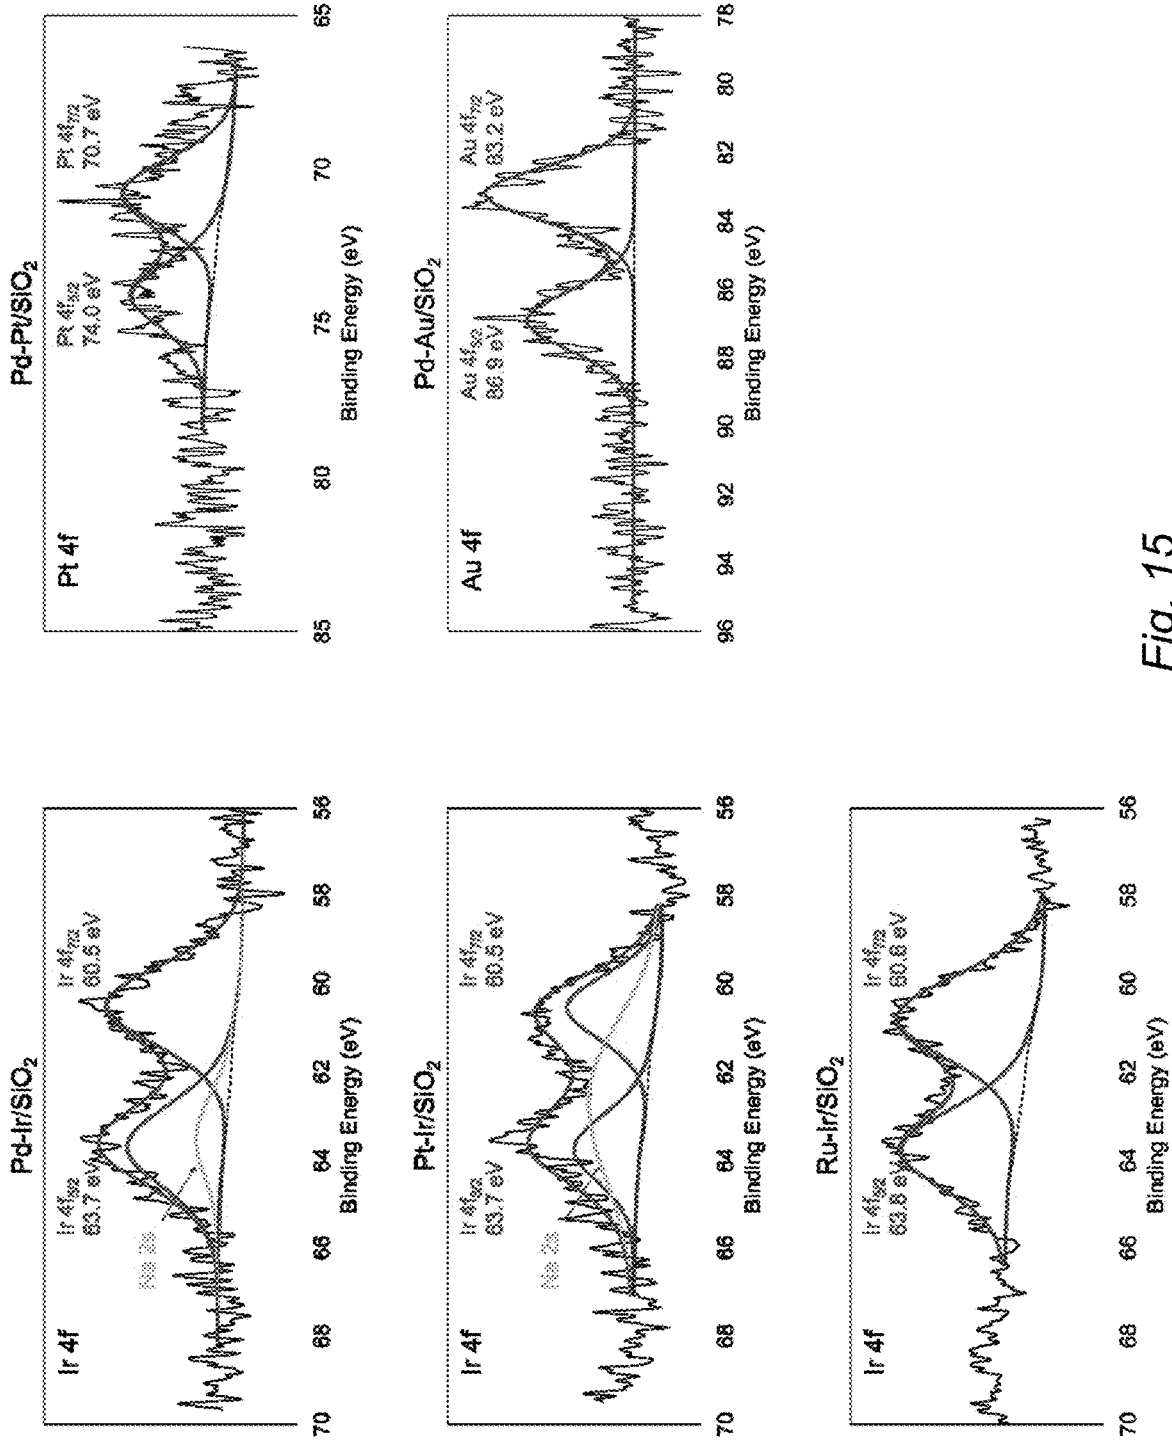 Pd-Ir/SiO2
Ir 4f
Ir 4f5/2
63.7 eV
Ir 4f7/2
60.5 eV
Na 2s
70 68 66 64 62 60 58 56
Binding Energy (eV)
Pd-Pt/SiO2
Pt 4f
Pt 4f5/2
74.0 eV
Pt 4f7/2
70.7 eV
85 80 75 70 65
Binding Energy (eV)
Pt-Ir/SiO2
Ir 4f
Ir 4f5/2
63.7 eV
Ir 4f7/2
60.5 eV
Na 2s
70 68 66 64 62 60 58 56
Binding Energy (eV)
Pd-Au/SiO2
Au 4f
Au 4f5/2
86.9 eV
Au 4f7/2
83.2 eV
96 94 92 90 88 86 84 82 80 78
Binding Energy (eV)
Ru-Ir/SiO2
Ir 4f
Ir 4f5/2
63.8 eV
Ir 4f7/2
60.8 eV
70 68 66 64 62 60 58 56
Binding Energy (eV)
Fig. 15